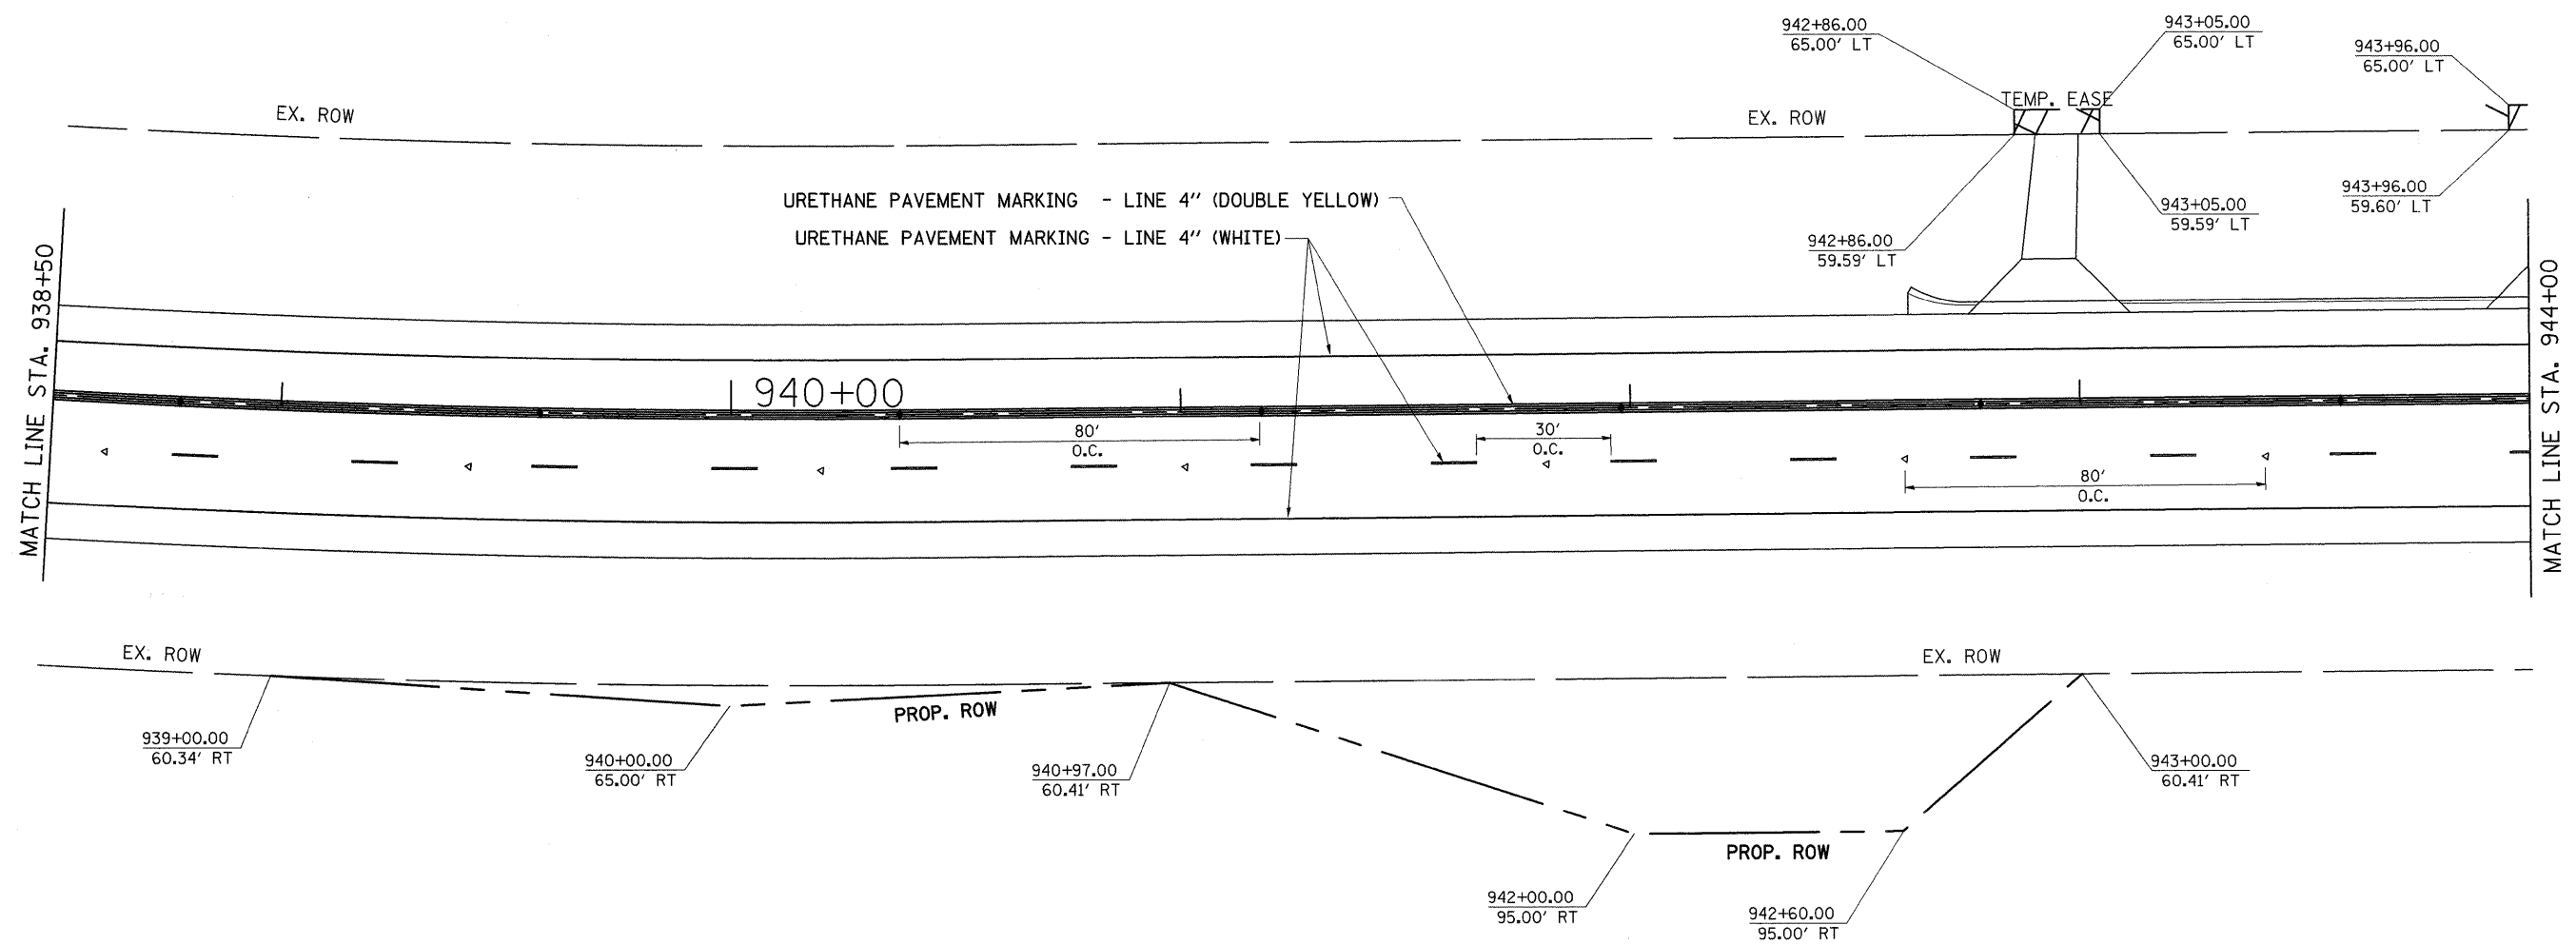 942+86.00
65.00' LT
943+05.00
65.00' LT
943+96.00
65.00' LT
EX. ROW
EX. ROW
TEMP. EASE
URETHANE PAVEMENT MARKING - LINE 4" (DOUBLE YELLOW)
URETHANE PAVEMENT MARKING - LINE 4" (WHITE)
942+86.00
59.59' LT
943+05.00
59.59' LT
943+96.00
59.60' LT
MATCH LINE STA. 938+50
940+00
80'
O.C.
30'
O.C.
80'
O.C.
MATCH LINE STA. 944+00
EX. ROW
EX. ROW
PROP. ROW
939+00.00
60.34' RT
940+00.00
65.00' RT
940+97.00
60.41' RT
943+00.00
60.41' RT
PROP. ROW
942+00.00
95.00' RT
942+60.00
95.00' RT